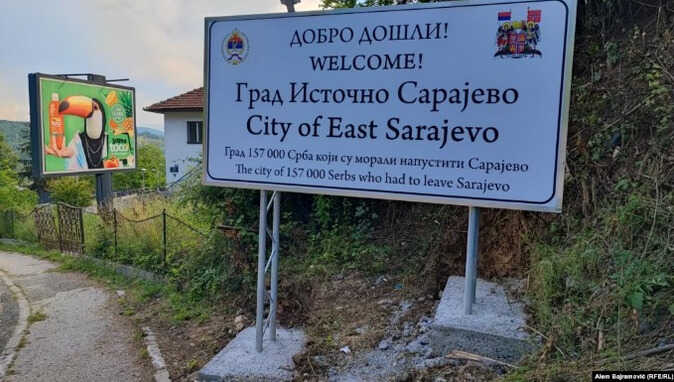 ДОБРО ДОШЛИ!
WELCOME!
Град Источно Сарајево
City of East Sarajevo
Град 157 000 Срба који су морали напустити Сарајево
The city of 157 000 Serbs who had to leave Sarajevo
Alem Bajramović (RFE/RL)